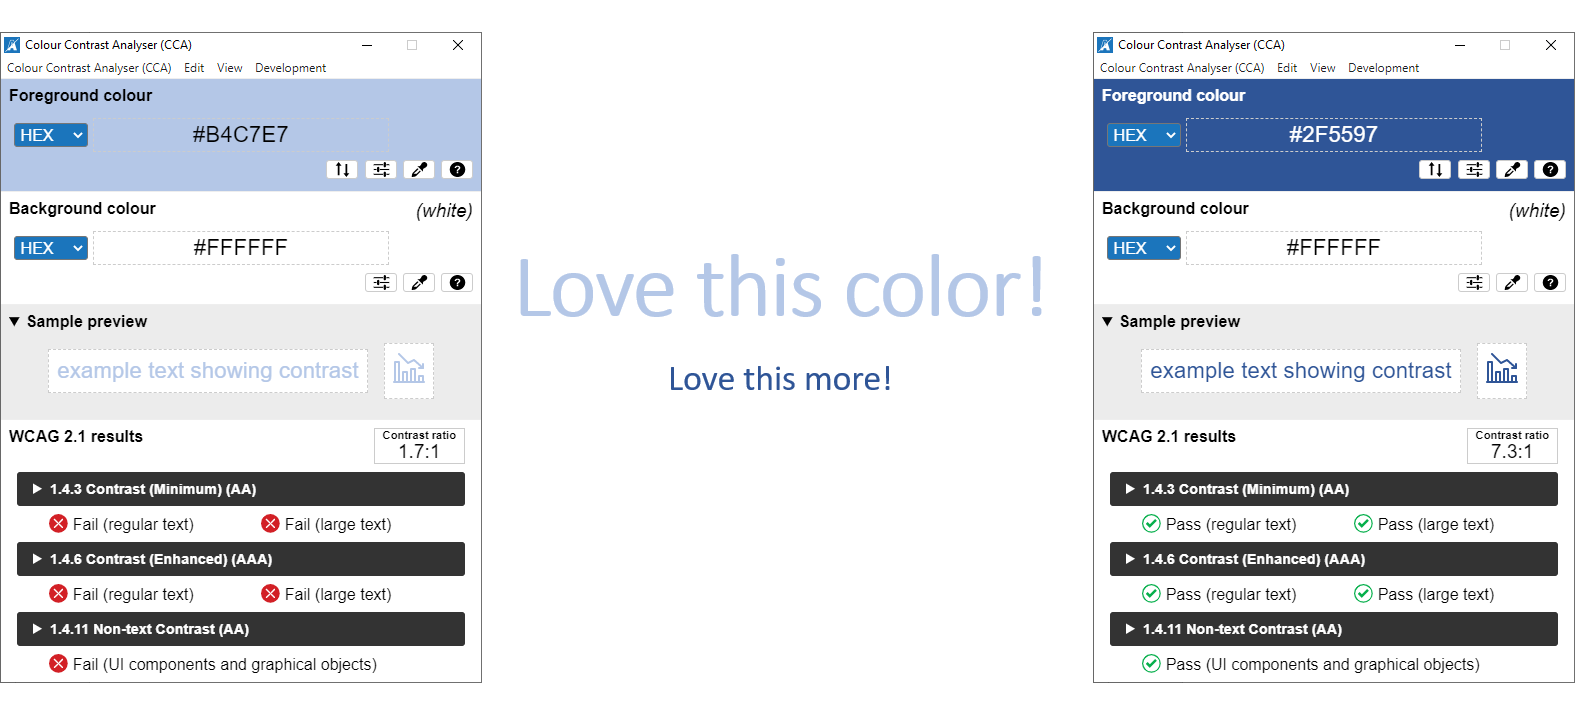 Colour Contrast Analyser (CCA)
Colour Contrast Analyser (CCA) Edit View Development
Foreground colour
HEX #B4C7E7
Background colour (white)
HEX #FFFFFF
Sample preview
example text showing contrast
WCAG 2.1 results
Contrast ratio
1.7:1
1.4.3 Contrast (Minimum) (AA)
Fail (regular text) Fail (large text)
1.4.6 Contrast (Enhanced) (AAA)
Fail (regular text) Fail (large text)
1.4.11 Non-text Contrast (AA)
Fail (UI components and graphical objects)
Love this color!
Love this more!
Colour Contrast Analyser (CCA)
Colour Contrast Analyser (CCA) Edit View Development
Foreground colour
HEX #2F5597
Background colour (white)
HEX #FFFFFF
Sample preview
example text showing contrast
WCAG 2.1 results
Contrast ratio
7.3:1
1.4.3 Contrast (Minimum) (AA)
Pass (regular text) Pass (large text)
1.4.6 Contrast (Enhanced) (AAA)
Pass (regular text) Pass (large text)
1.4.11 Non-text Contrast (AA)
Pass (UI components and graphical objects)